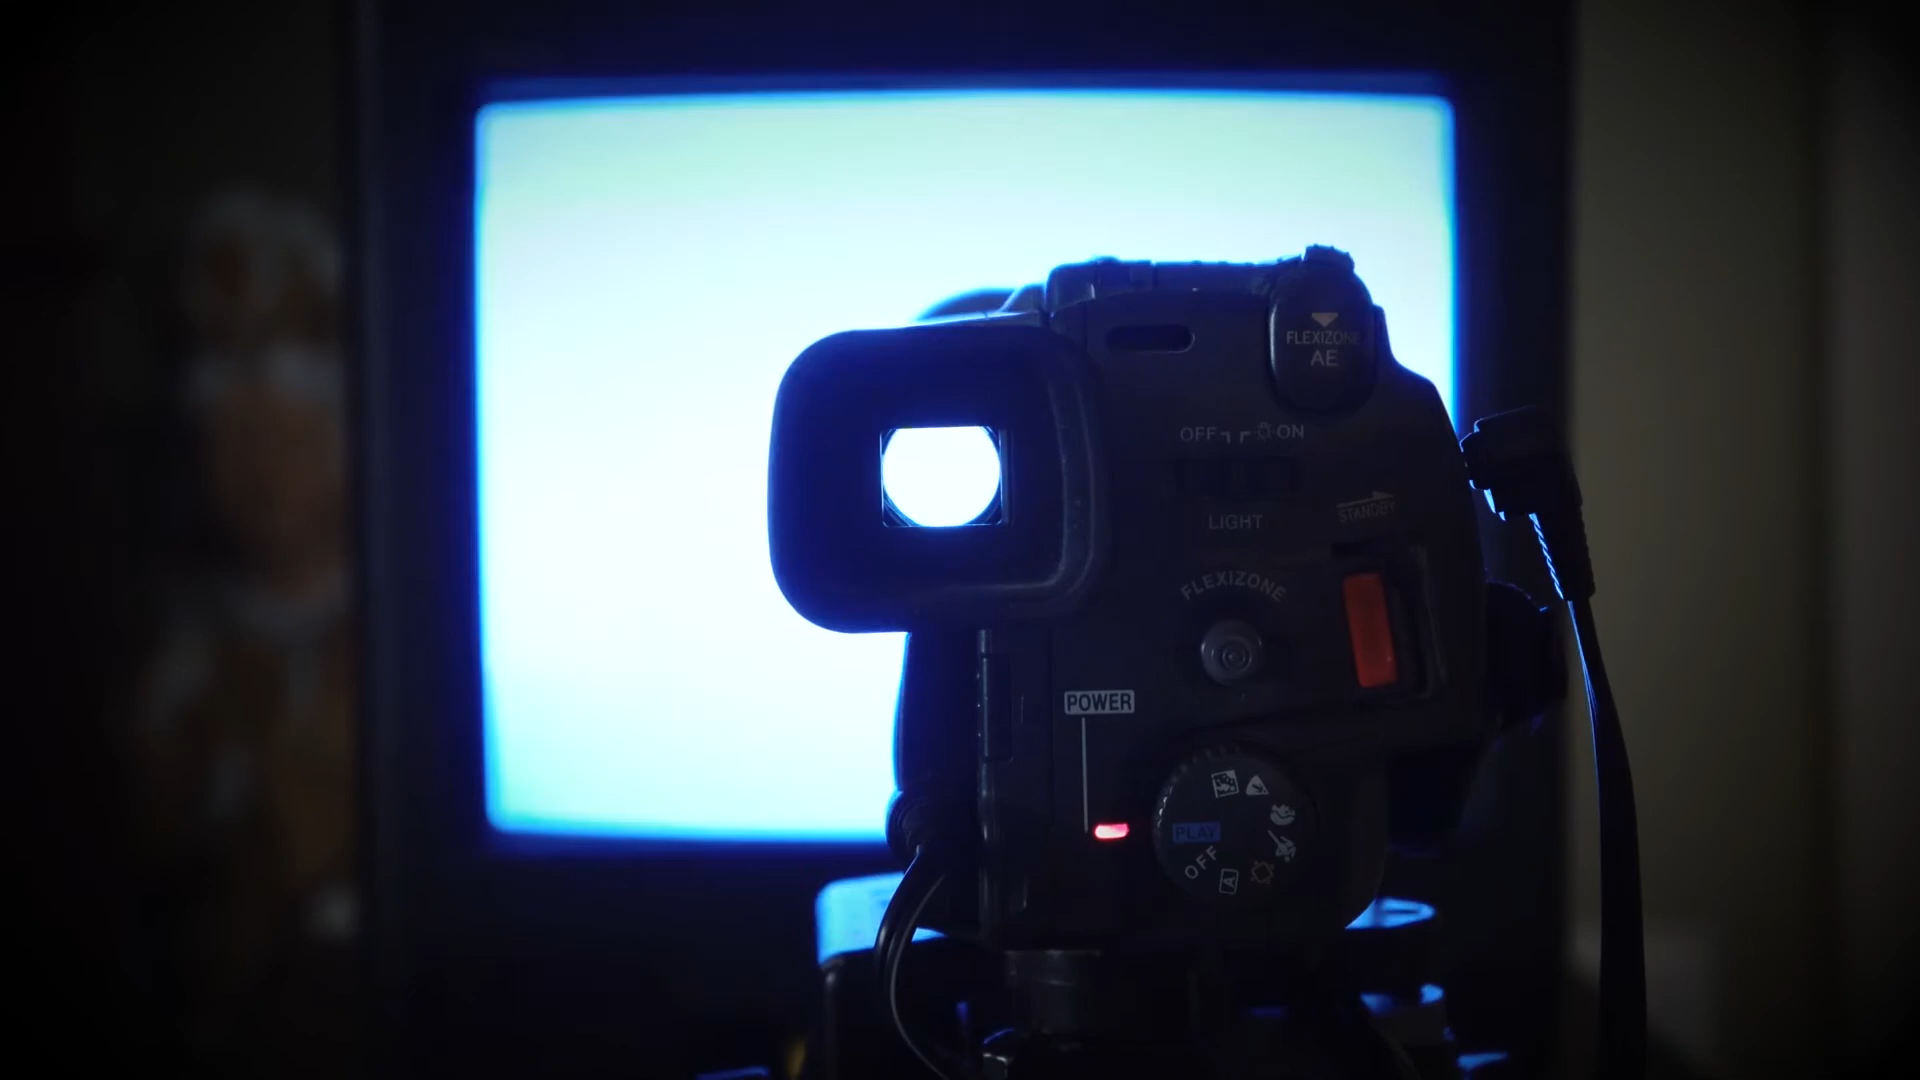 FLEXIZONE
AE
OFF ON
STANDBY
LIGHT
FLEXIZONE
POWER
PLAY
OFF
A